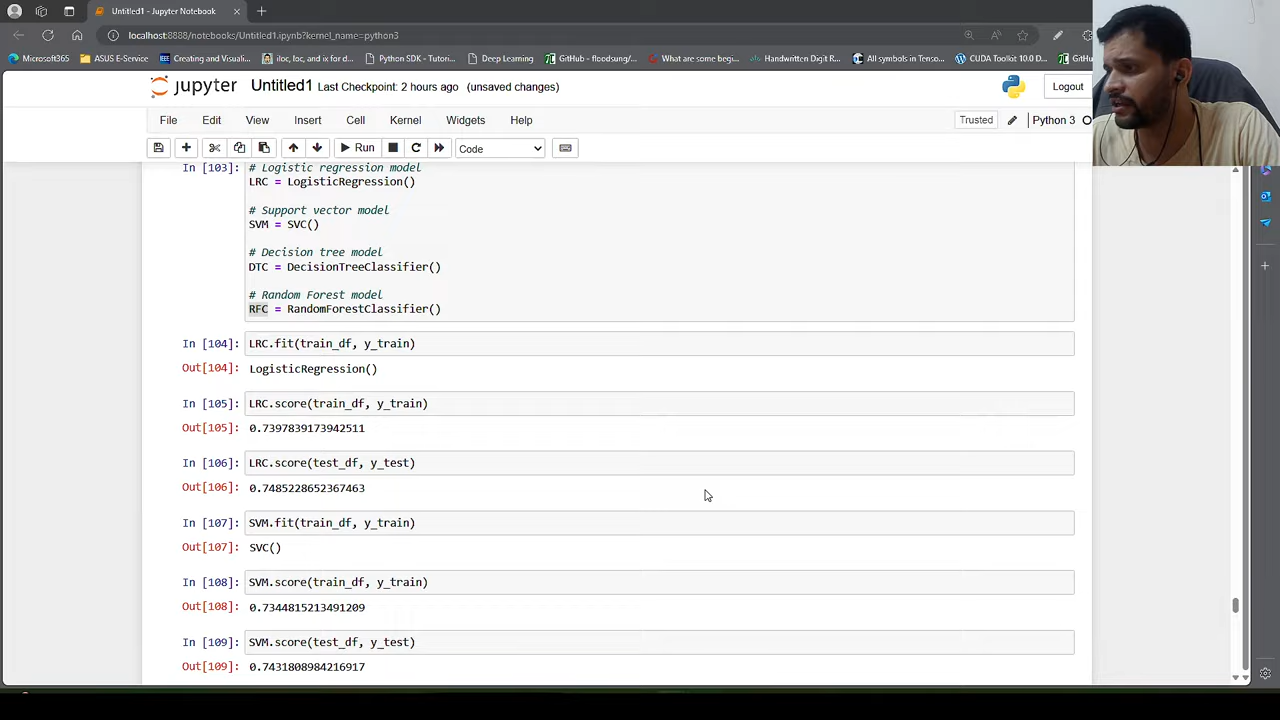 Untitled1 - Jupyter Notebook
localhost:8888/notebooks/Untitled1.ipynb?kernel_name=python3
Microsoft365
ASUS E-Service
Creating and Visuali...
iloc, loc, and ix for d...
Python SDK - Tutori...
Deep Learning
GitHub - floodsung/...
What are some begi...
Handwritten Digit R...
All symbols in Tenso...
CUDA Toolkit 10.0 D...
GitHu
jupyter Untitled1 Last Checkpoint: 2 hours ago (unsaved changes)
Logout
File Edit View Insert Cell Kernel Widgets Help
Trusted
Python 3
Run
Code
In [103]: # Logistic regression model
LRC = LogisticRegression()
# Support vector model
SVM = SVC()
# Decision tree model
DTC = DecisionTreeClassifier()
# Random Forest model
RFC = RandomForestClassifier()
In [104]: LRC.fit(train_df, y_train)
Out[104]: LogisticRegression()
In [105]: LRC.score(train_df, y_train)
Out[105]: 0.7397839173942511
In [106]: LRC.score(test_df, y_test)
Out[106]: 0.7485228652367463
In [107]: SVM.fit(train_df, y_train)
Out[107]: SVC()
In [108]: SVM.score(train_df, y_train)
Out[108]: 0.7344815213491209
In [109]: SVM.score(test_df, y_test)
Out[109]: 0.7431808984216917